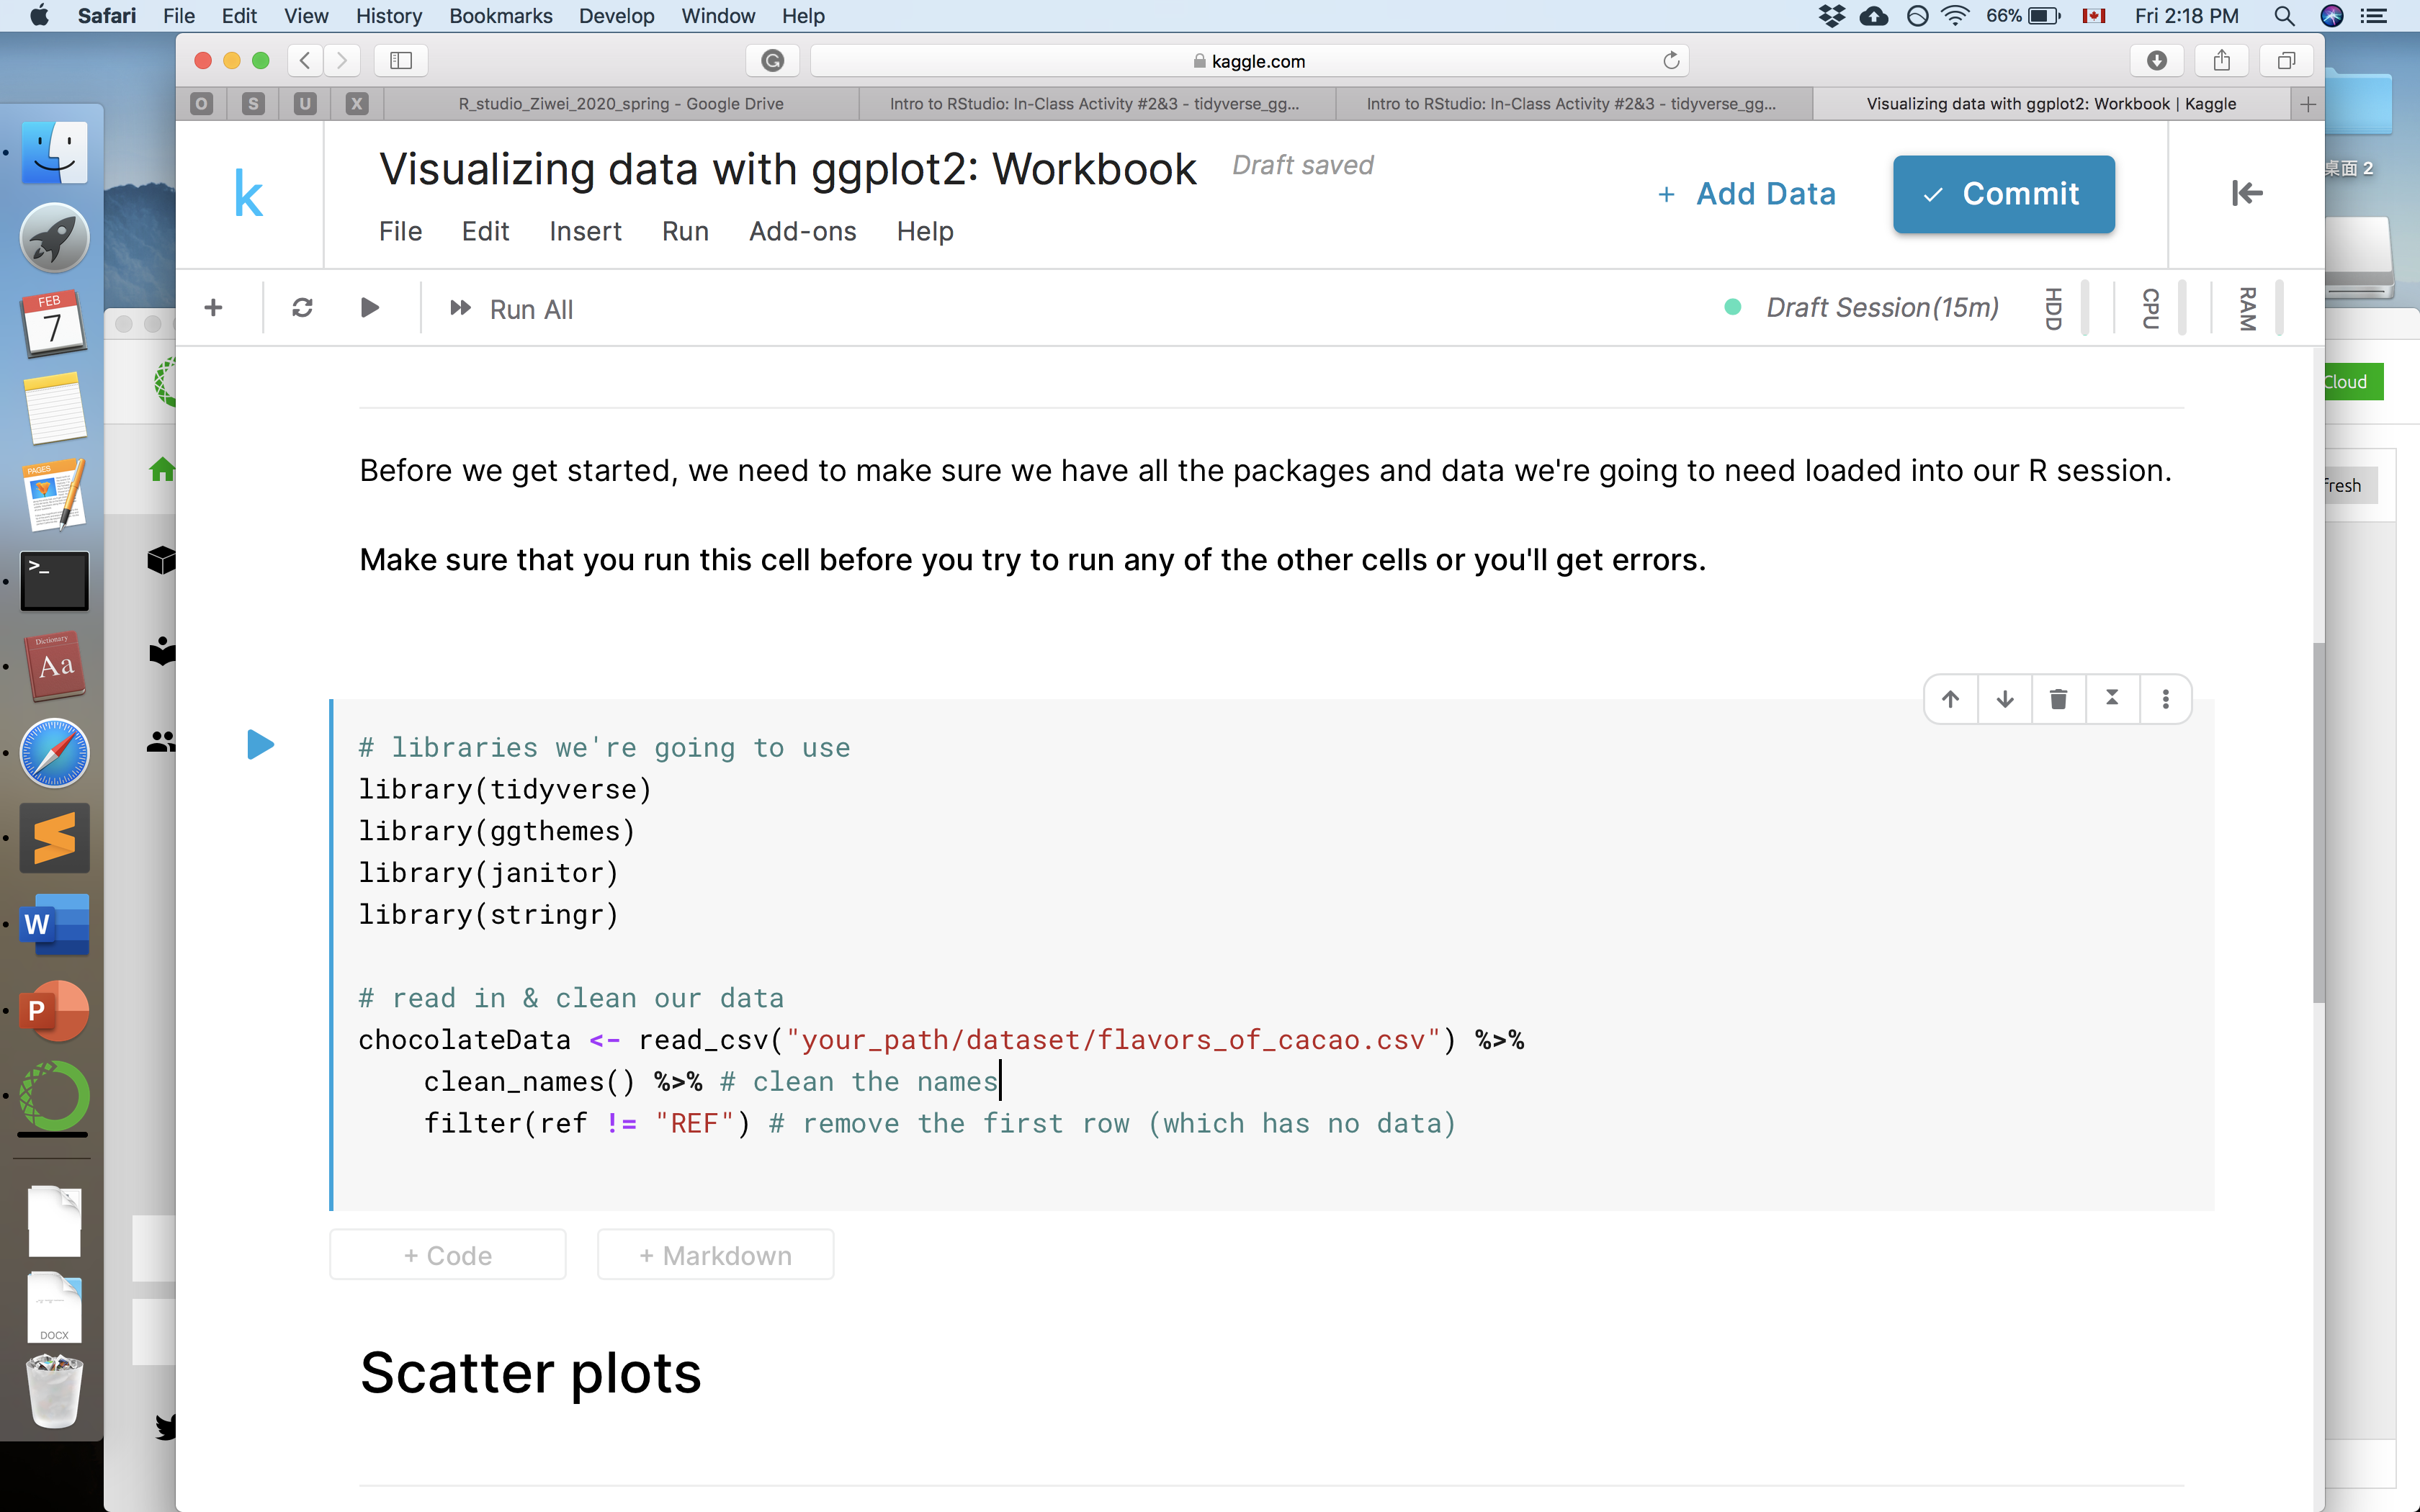 Safari File Edit View History Bookmarks Develop Window Help 66% Fri 2:18 PM
kaggle.com
O S U X R_studio_Ziwei_2020_spring - Google Drive Intro to RStudio: In-Class Activity #2&3 - tidyverse_gg... Intro to RStudio: In-Class Activity #2&3 - tidyverse_gg... Visualizing data with ggplot2: Workbook | Kaggle
k
Visualizing data with ggplot2: Workbook Draft saved
+ Add Data
Commit
File Edit Insert Run Add-ons Help
Run All Draft Session(15m) HDD CPU RAM
Before we get started, we need to make sure we have all the packages and data we're going to need loaded into our R session.
Make sure that you run this cell before you try to run any of the other cells or you'll get errors.
# libraries we're going to use
library(tidyverse)
library(ggthemes)
library(janitor)
library(stringr)
# read in & clean our data
chocolateData <- read_csv("your_path/dataset/flavors_of_cacao.csv") %>%
clean_names() %>% # clean the names
filter(ref != "REF") # remove the first row (which has no data)
+ Code + Markdown
Scatter plots
桌面 2
Cloud
fresh
FEB
7
PAGES
>_
Dictionary
Aa
W
P
DOCX